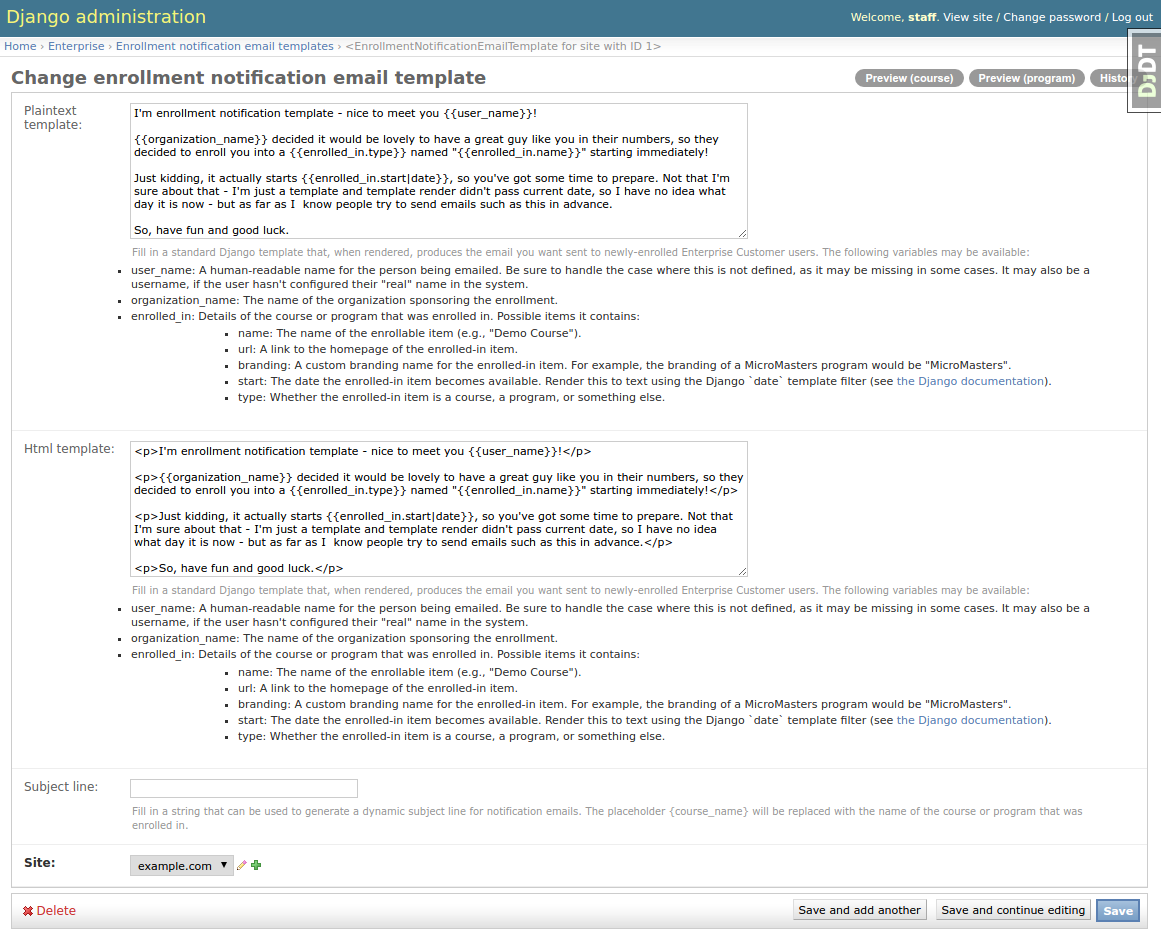 Django administration
Welcome, staff. View site / Change password / Log out
Home › Enterprise › Enrollment notification email templates › <EnrollmentNotificationEmailTemplate for site with ID 1>
DjDT
Change enrollment notification email template
Preview (course) Preview (program)
Plaintext
template:
I'm enrollment notification template - nice to meet you {{user_name}}!
{{organization_name}} decided it would be lovely to have a great guy like you in their numbers, so they
decided to enroll you into a {{enrolled_in.type}} named "{{enrolled_in.name}}" starting immediately!
Just kidding, it actually starts {{enrolled_in.start|date}}, so you've got some time to prepare. Not that I'm
sure about that - I'm just a template and template render didn't pass current date, so I have no idea what
day it is now - but as far as I  know people try to send emails such as this in advance.
So, have fun and good luck.
Fill in a standard Django template that, when rendered, produces the email you want sent to newly-enrolled Enterprise Customer users. The following variables may be available:
▪ user_name: A human-readable name for the person being emailed. Be sure to handle the case where this is not defined, as it may be missing in some cases. It may also be a
username, if the user hasn't configured their "real" name in the system.
▪ organization_name: The name of the organization sponsoring the enrollment.
▪ enrolled_in: Details of the course or program that was enrolled in. Possible items it contains:
▪ name: The name of the enrollable item (e.g., "Demo Course").
▪ url: A link to the homepage of the enrolled-in item.
▪ branding: A custom branding name for the enrolled-in item. For example, the branding of a MicroMasters program would be "MicroMasters".
▪ start: The date the enrolled-in item becomes available. Render this to text using the Django `date` template filter (see the Django documentation).
▪ type: Whether the enrolled-in item is a course, a program, or something else.
Html template:
<p>I'm enrollment notification template - nice to meet you {{user_name}}!</p>
<p>{{organization_name}} decided it would be lovely to have a great guy like you in their numbers, so they
decided to enroll you into a {{enrolled_in.type}} named "{{enrolled_in.name}}" starting immediately!</p>
<p>Just kidding, it actually starts {{enrolled_in.start|date}}, so you've got some time to prepare. Not that
I'm sure about that - I'm just a template and template render didn't pass current date, so I have no idea
what day it is now - but as far as I  know people try to send emails such as this in advance.</p>
<p>So, have fun and good luck.</p>
Fill in a standard Django template that, when rendered, produces the email you want sent to newly-enrolled Enterprise Customer users. The following variables may be available:
▪ user_name: A human-readable name for the person being emailed. Be sure to handle the case where this is not defined, as it may be missing in some cases. It may also be a
username, if the user hasn't configured their "real" name in the system.
▪ organization_name: The name of the organization sponsoring the enrollment.
▪ enrolled_in: Details of the course or program that was enrolled in. Possible items it contains:
▪ name: The name of the enrollable item (e.g., "Demo Course").
▪ url: A link to the homepage of the enrolled-in item.
▪ branding: A custom branding name for the enrolled-in item. For example, the branding of a MicroMasters program would be "MicroMasters".
▪ start: The date the enrolled-in item becomes available. Render this to text using the Django `date` template filter (see the Django documentation).
▪ type: Whether the enrolled-in item is a course, a program, or something else.
Subject line:
Fill in a string that can be used to generate a dynamic subject line for notification emails. The placeholder {course_name} will be replaced with the name of the course or program that was
enrolled in.
Site:
example.com
Delete
Save and add another Save and continue editing Save